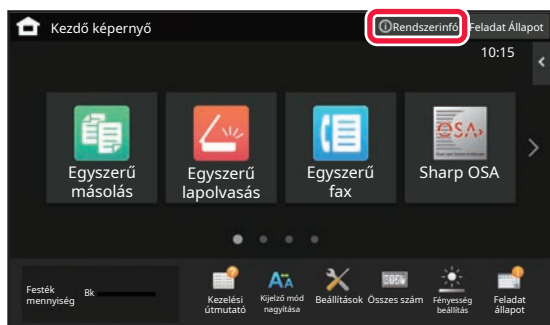 Kezdő képernyő
Rendszerinfó
Feladat Állapot
10:15
Egyszerű
másolás
Egyszerű
lapolvasás
Egyszerű
fax
OSA
Sharp OSA
Festék
mennyiség
Bk
Kezelési
útmutató
Kijelző mód
nagyítása
Beállítások
Összes szám
Fényesség
beállítás
Feladat
állapot